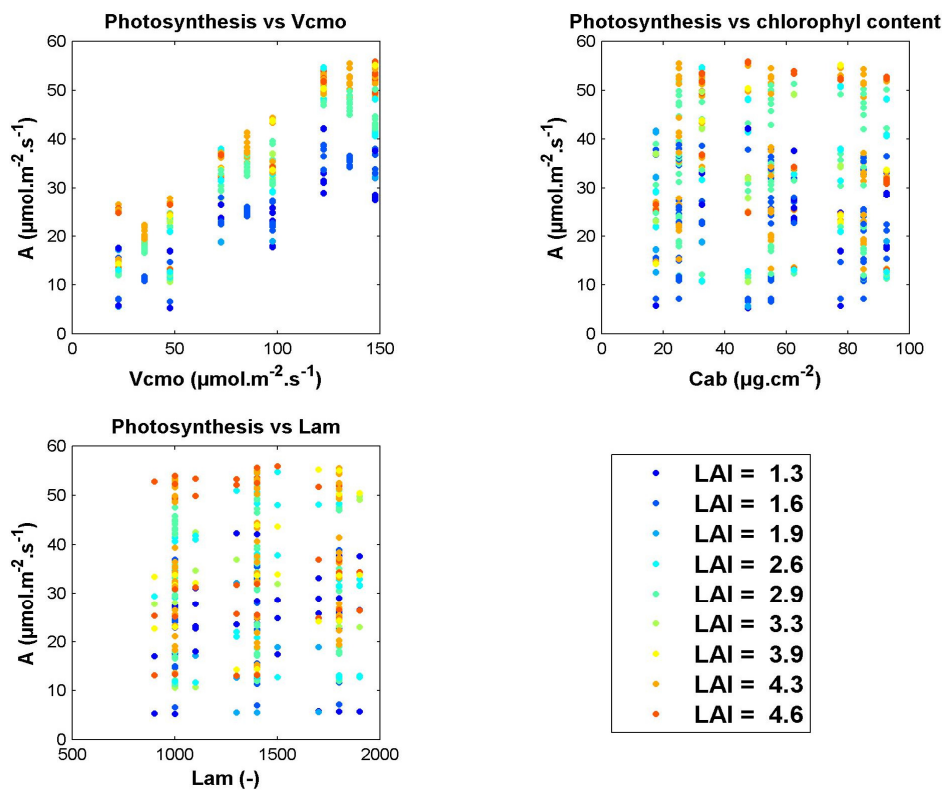 Photosynthesis vs Vcmo
60
50
40
30
20
10
0
A (µmol.m-2.s-1)
0 50 100 150
Vcmo (µmol.m-2.s-1)
Photosynthesis vs chlorophyl content
60
50
40
30
20
10
0
A (µmol.m-2.s-1)
0 20 40 60 80 100
Cab (µg.cm-2)
Photosynthesis vs Lam
60
50
40
30
20
10
0
A (µmol.m-2.s-1)
500 1000 1500 2000
Lam (-)
LAI = 1.3
LAI = 1.6
LAI = 1.9
LAI = 2.6
LAI = 2.9
LAI = 3.3
LAI = 3.9
LAI = 4.3
LAI = 4.6